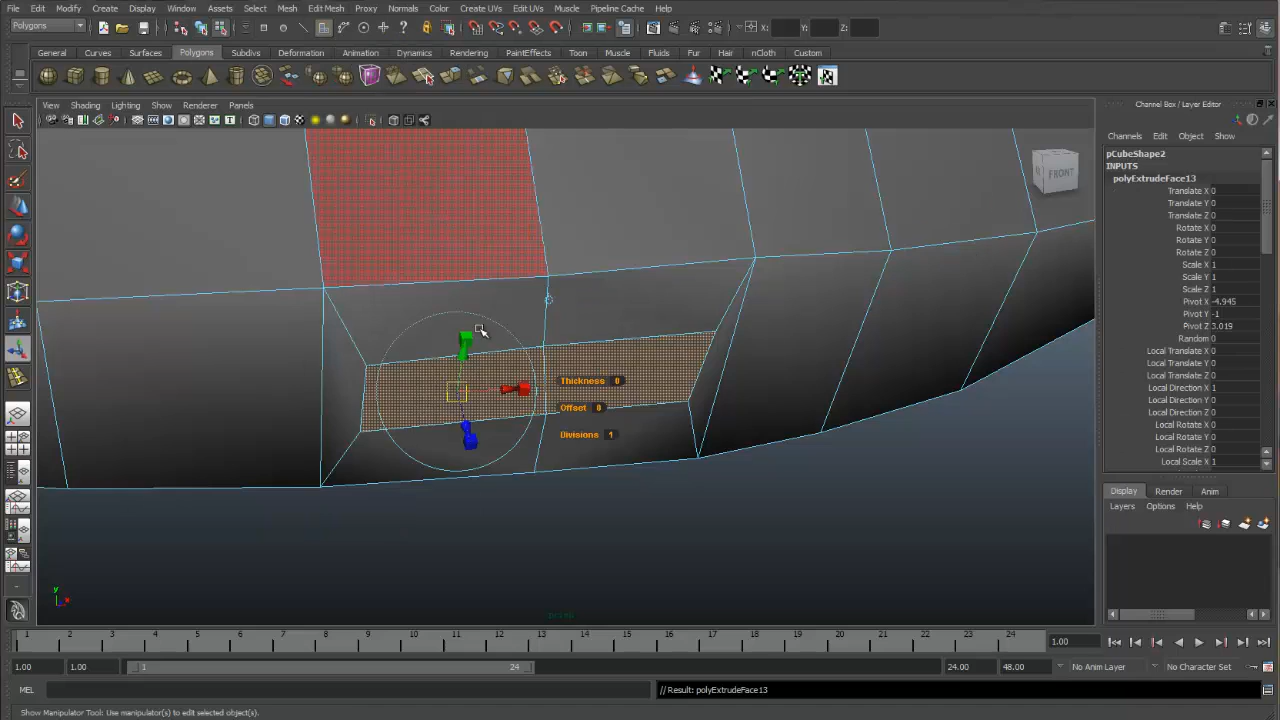 File Edit Modify Create Display Window Assets Select Mesh Edit Mesh Proxy Normals Color Create UVs Edit UVs Muscle Pipeline Cache Help
Polygons X: Y: Z:
General Curves Surfaces Polygons Subdivs Deformation Animation Dynamics Rendering PaintEffects Toon Muscle Fluids Fur Hair nCloth Custom
View Shading Lighting Show Renderer Panels
Channel Box / Layer Editor
Channels Edit Object Show
pCubeShape2
INPUTS
polyExtrudeFace13
Translate X 0
Translate Y 0
Translate Z 0
Rotate X 0
Rotate Y 0
Rotate Z 0
Scale X 1
Scale Y 1
Scale Z 1
Pivot X -4.945
Pivot Y -1
Pivot Z 3.019
Random 0
Local Translate X 0
Local Translate Y 0
Local Translate Z 0
Local Direction X 1
Local Direction Y 0
Local Direction Z 0
Local Rotate X 0
Local Rotate Y 0
Local Rotate Z 0
Local Scale X 1
FRONT
Thickness 0
Offset 0
Divisions 1
Display Render Anim
Layers Options Help
y
persp
1 2 3 4 5 6 7 8 9 10 11 12 13 14 15 16 17 18 19 20 21 22 23 24 1.00
1.00 1.00 1 24 24.00 48.00 No Anim Layer No Character Set
MEL // Result: polyExtrudeFace13
Show Manipulator Tool: Use manipulator(s) to edit selected object(s).